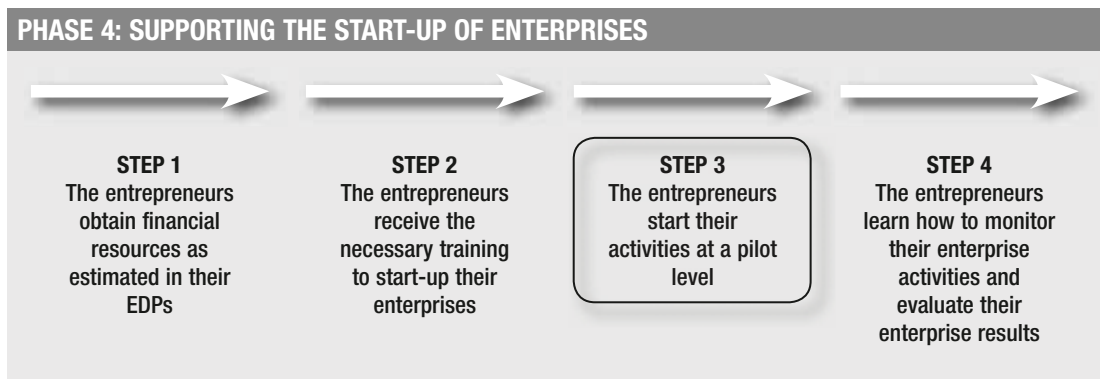 PHASE 4: SUPPORTING THE START-UP OF ENTERPRISES
STEP 1
The entrepreneurs
obtain financial
resources as
estimated in their
EDPs
STEP 2
The entrepreneurs
receive the
necessary training
to start-up their
enterprises
STEP 3
The entrepreneurs
start their
activities at a pilot
level
STEP 4
The entrepreneurs
learn how to monitor
their enterprise
activities and
evaluate their
enterprise results